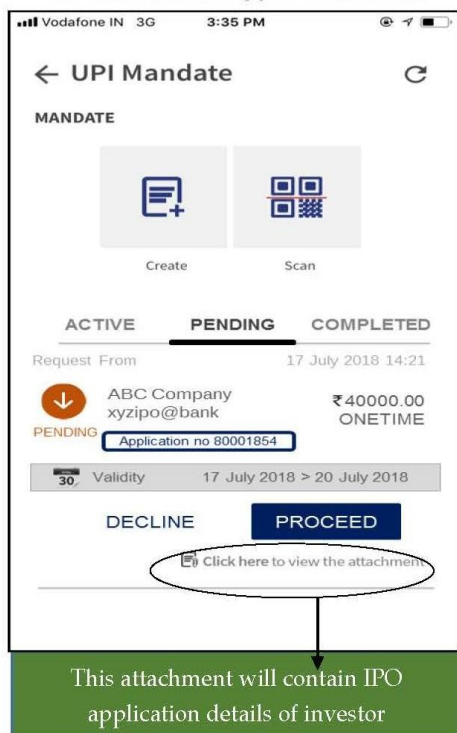 Vodafone IN 3G 3:35 PM
← UPI Mandate
MANDATE
Create Scan
ACTIVE PENDING COMPLETED
Request From 17 July 2018 14:21
ABC Company ₹40000.00
xyzipo@bank ONETIME
PENDING
Application no 80001854
30 Validity 17 July 2018 > 20 July 2018
DECLINE PROCEED
Click here to view the attachment
This attachment will contain IPO
application details of investor